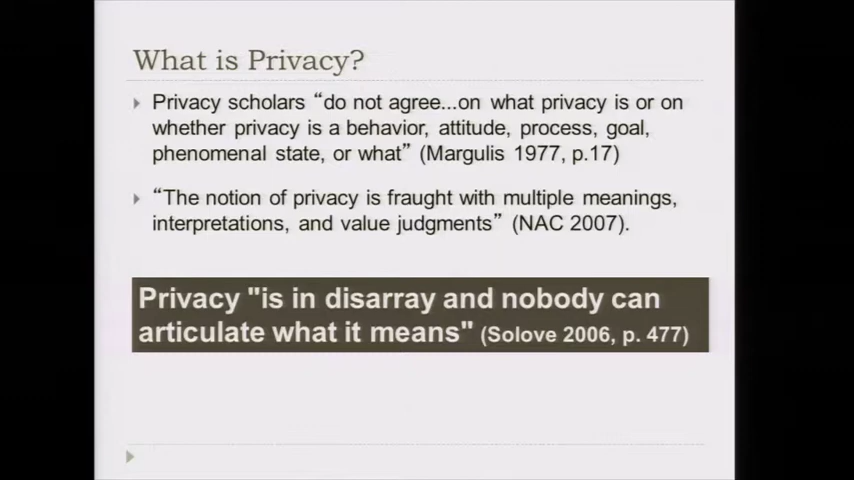 What is Privacy?
Privacy scholars “do not agree...on what privacy is or on
whether privacy is a behavior, attitude, process, goal,
phenomenal state, or what” (Margulis 1977, p.17)
“The notion of privacy is fraught with multiple meanings,
interpretations, and value judgments” (NAC 2007).
Privacy "is in disarray and nobody can
articulate what it means" (Solove 2006, p. 477)